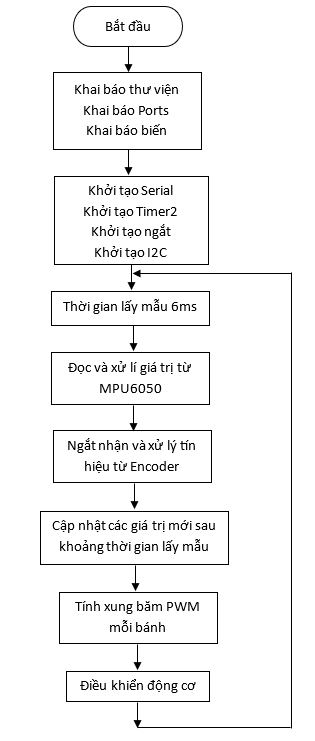 Bắt đầu
Khai báo thư viện
Khai báo Ports
Khai báo biến
Khởi tạo Serial
Khởi tạo Timer2
Khởi tạo ngắt
Khởi tạo I2C
Thời gian lấy mẫu 6ms
Đọc và xử lí giá trị từ
MPU6050
Ngắt nhận và xử lý tín
hiệu từ Encoder
Cập nhật các giá trị mới sau
khoảng thời gian lấy mẫu
Tính xung băm PWM
mỗi bánh
Điều khiển động cơ